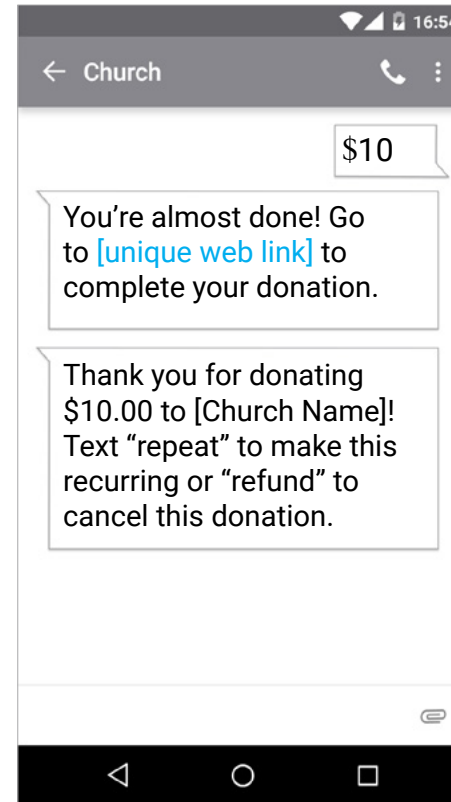 16:54
Church
$10
You’re almost done! Go
to [unique web link] to
complete your donation.
Thank you for donating
$10.00 to [Church Name]!
Text “repeat” to make this
recurring or “refund” to
cancel this donation.